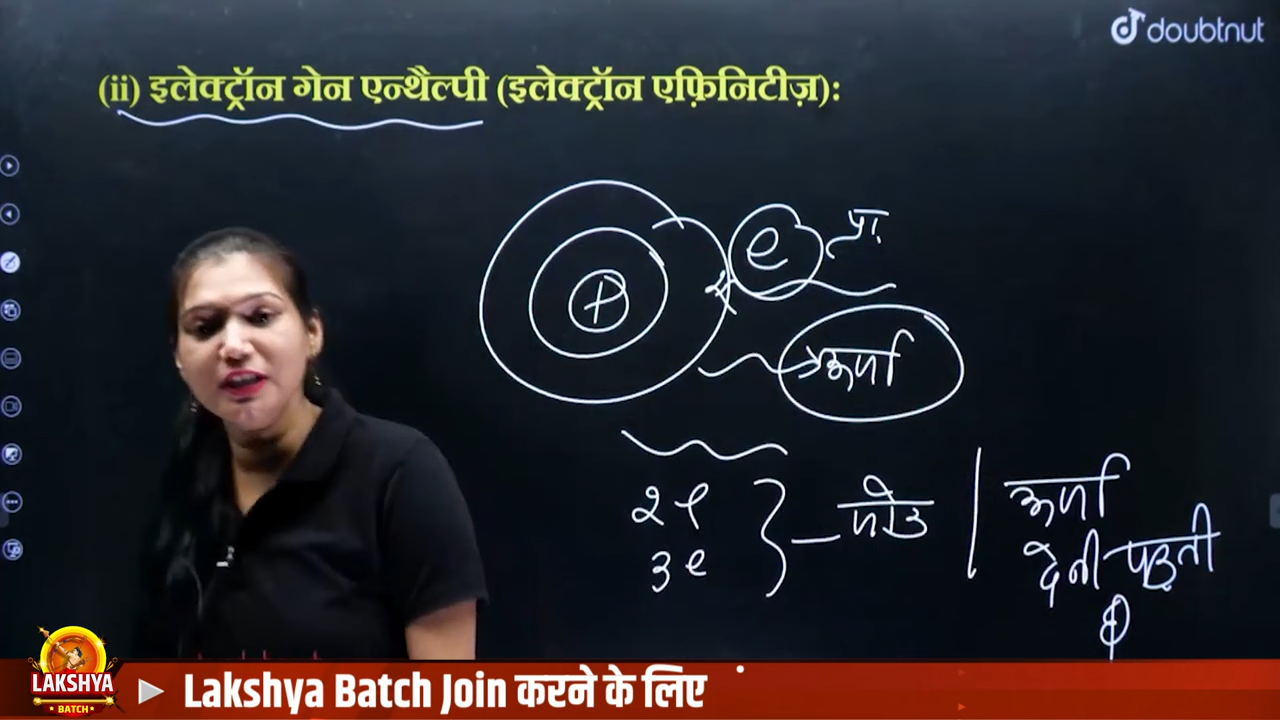 doubtnut
(ii) इलेक्ट्रॉन गेन एन्थैल्पी (इलेक्ट्रॉन एफ़िनिटीज़):
e
ऊर्जा
2e
3e
ऊर्जा
देनी पड़ती
LAKSHYA
BATCH
Lakshya Batch Join करने के लिए